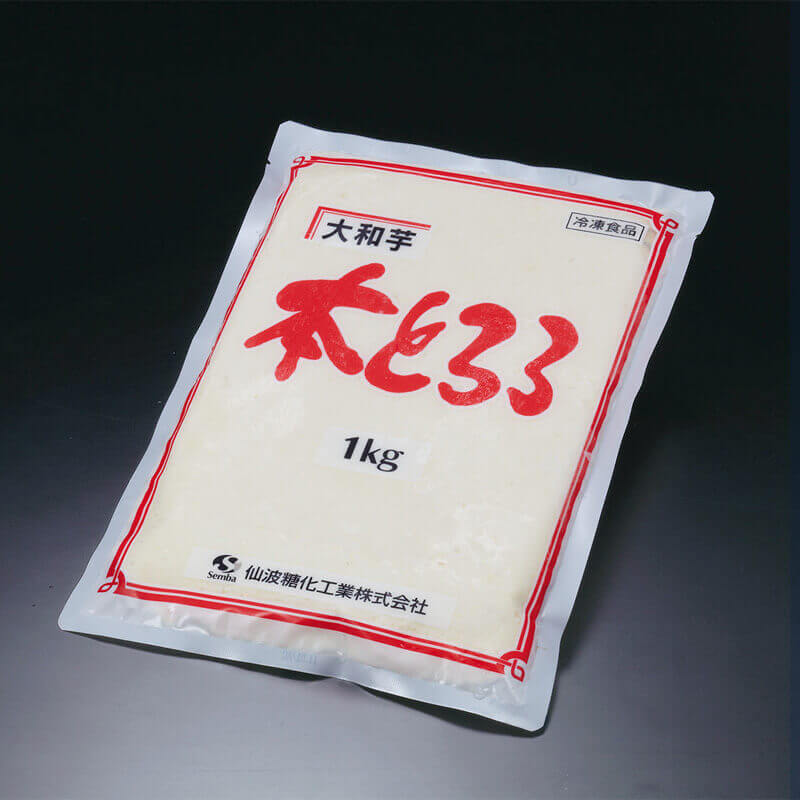 冷凍食品
大和芋
本とろろ
1kg
Semba
仙波糖化工業株式会社